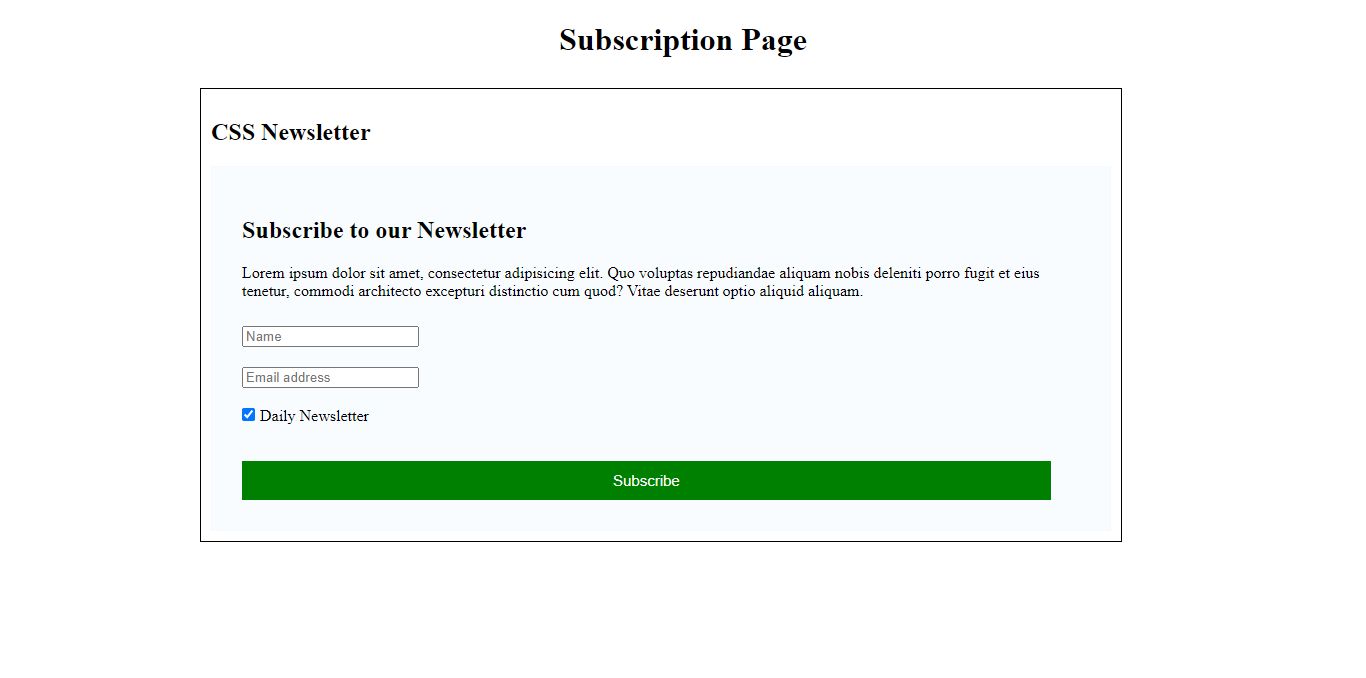 Subscription Page
CSS Newsletter
Subscribe to our Newsletter
Lorem ipsum dolor sit amet, consectetur adipisicing elit. Quo voluptas repudiandae aliquam nobis deleniti porro fugit et eius
tenetur, commodi architecto excepturi distinctio cum quod? Vitae deserunt optio aliquid aliquam.
Name
Email address
Daily Newsletter
Subscribe